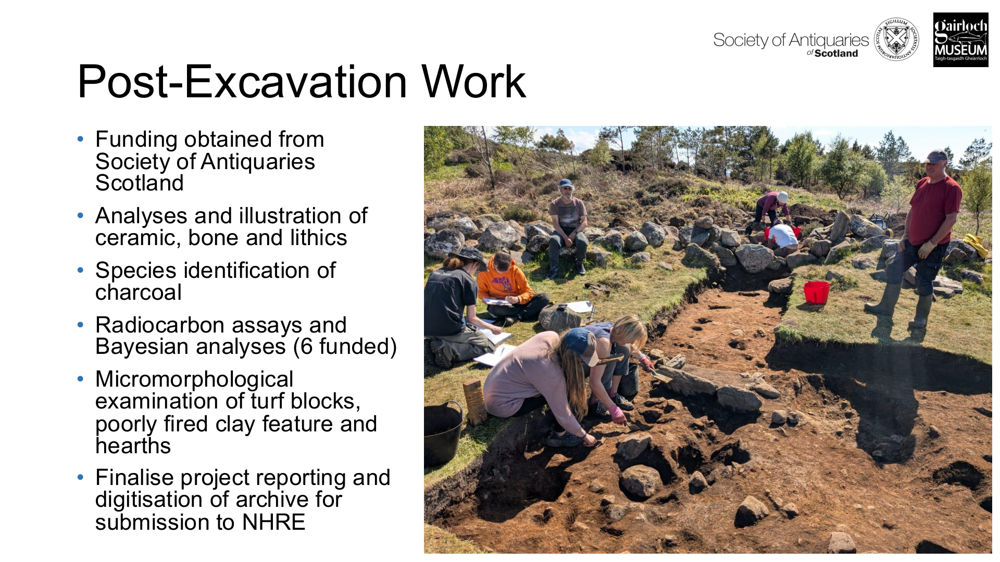 Society of Antiquaries
of Scotland
SIGILLUM SOCIETATIS ANTIQUARIORUM SCOTIAE
Gairloch
MUSEUM
Taigh-tasgaidh Gheàrrloch
Post-Excavation Work
• Funding obtained from
Society of Antiquaries
Scotland
• Analyses and illustration of
ceramic, bone and lithics
• Species identification of
charcoal
• Radiocarbon assays and
Bayesian analyses (6 funded)
• Micromorphological
examination of turf blocks,
poorly fired clay feature and
hearths
• Finalise project reporting and
digitisation of archive for
submission to NHRE